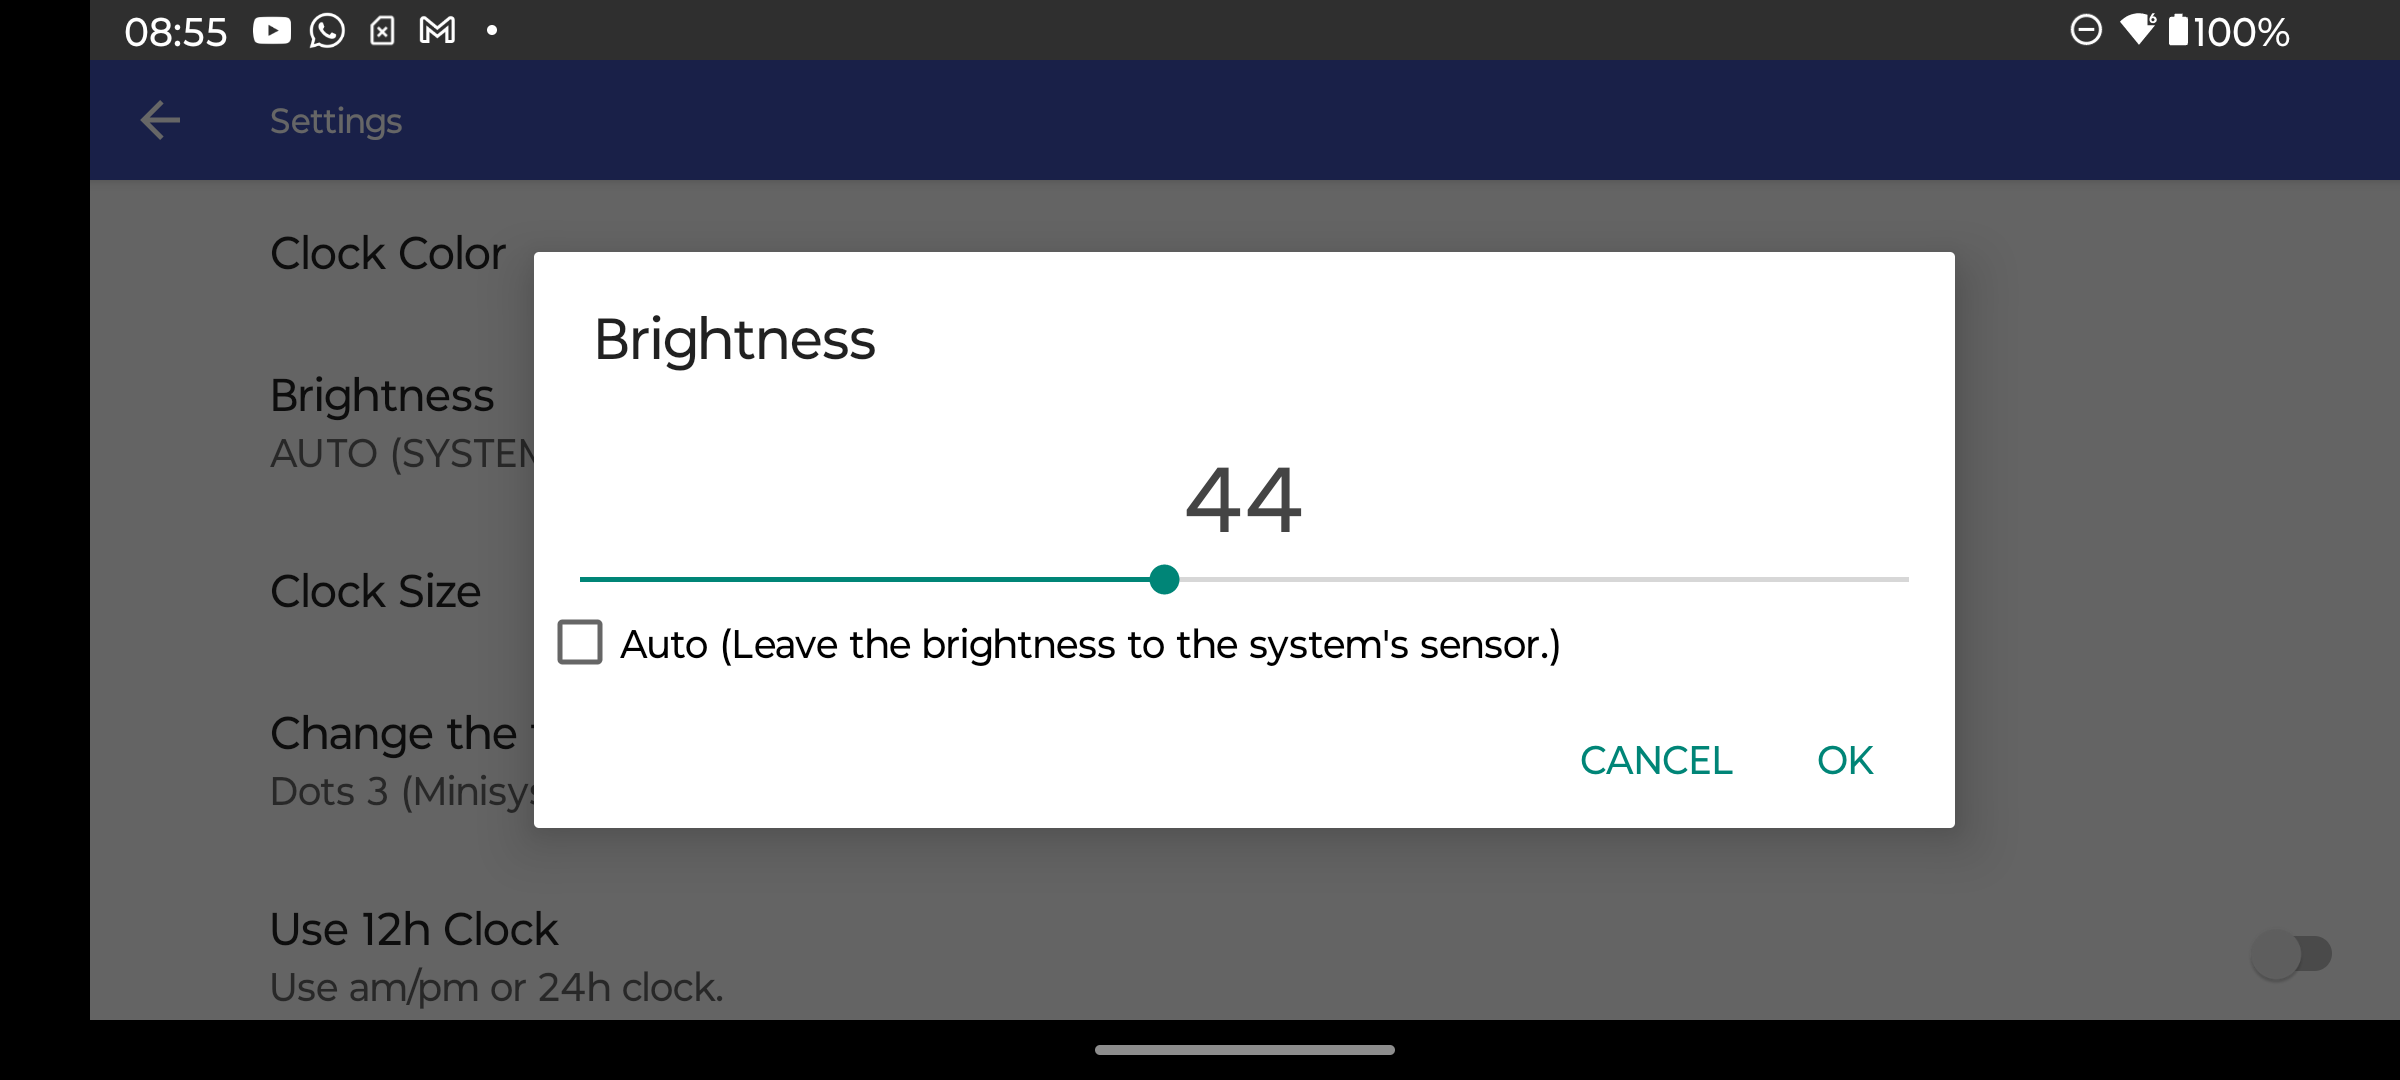 08:55
100%
Settings
Clock Color
Brightness
AUTO (SYSTEM
Clock Size
Change the
Dots 3 (Minisys
Use 12h Clock
Use am/pm or 24h clock.
Brightness
44
Auto (Leave the brightness to the system's sensor.)
CANCEL OK